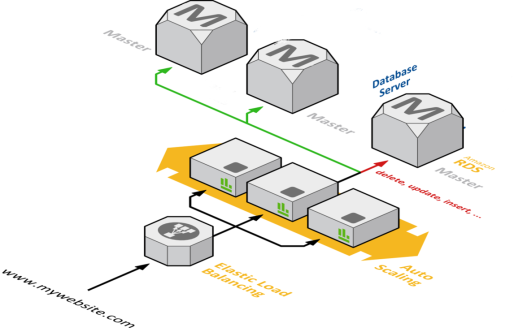 M
Master
M
Master
Database
Server
M
Amazon
RDS
Master
delete, update, insert, ...
Auto
Scaling
Elastic Load
Balancing
www.mywebsite.com